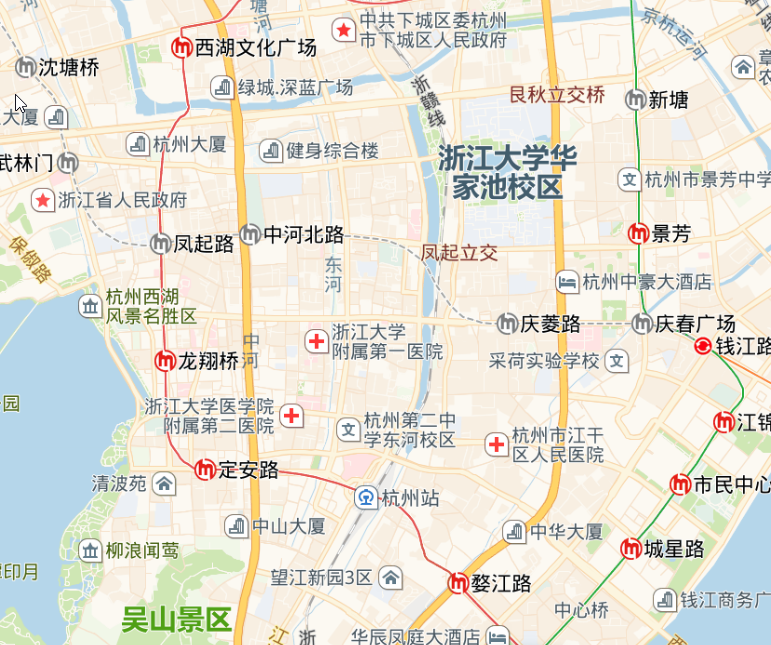 塘河
中共下城区委杭州
市下城区人民政府
京杭运河
西湖文化广场
沈塘桥
浙赣线
绿城.深蓝广场
艮秋立交桥
新塘
大厦
杭州大厦
健身综合楼
浙江大学华
家池校区
武林门
杭州市景芳中学
浙江省人民政府
保俶路
凤起路
中河北路
景芳
凤起立交
东河
杭州中豪大酒店
杭州西湖
风景名胜区
庆菱路
庆春广场
中河
浙江大学
附属第一医院
钱江路
龙翔桥
采荷实验学校
园
浙江大学医学院
附属第二医院
杭州第二中
学东河校区
江锦
杭州市江干
区人民医院
定安路
清波苑
市民中心
杭州站
中山大厦
中华大厦
柳浪闻莺
城星路
印月
望江新园3区
婺江路
钱江商务广
中心桥
吴山景区
江
浙
华辰凤庭大酒店